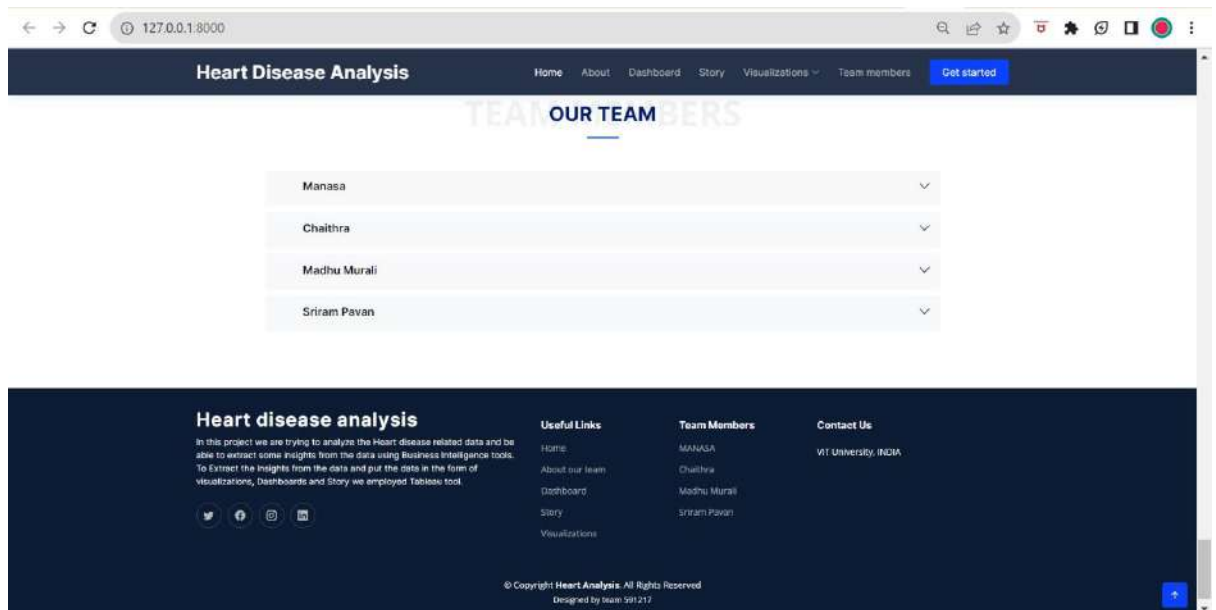 127.0.0.1:8000
Heart Disease Analysis
Home About Dashboard Story Visualizations Team members Get started
TEAM MEMBERS
OUR TEAM
Manasa
Chaithra
Madhu Murali
Sriram Pavan
Heart disease analysis
In this project we are trying to analyze the Heart disease related data and be
able to extract some insights from the data using Business Intelligence tools.
To Extract the Insights from the data and put the data in the form of
visualizations, Dashboards and Story we employed Tableau tool.
Useful Links
Home
About our team
Dashboard
Story
Visualizations
Team Members
MANASA
Chaithra
Madhu Murali
Sriram Pavan
Contact Us
VIT University, INDIA
© Copyright Heart Analysis. All Rights Reserved
Designed by team 591217